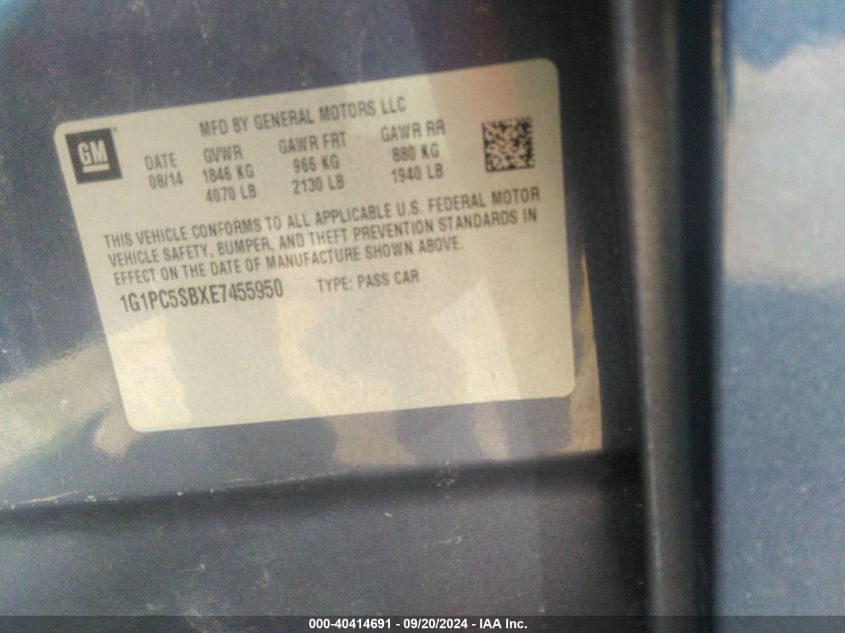 MFD BY GENERAL MOTORS LLC
GM
DATE GVWR GAWR FRT GAWR RR
08/14 1846 KG 966 KG 880 KG
4070 LB 2130 LB 1940 LB
THIS VEHICLE CONFORMS TO ALL APPLICABLE U.S. FEDERAL MOTOR
VEHICLE SAFETY, BUMPER, AND THEFT PREVENTION STANDARDS IN
EFFECT ON THE DATE OF MANUFACTURE SHOWN ABOVE.
1G1PC5SBXE7455950 TYPE: PASS CAR
000-40414691 - 09/20/2024 - IAA Inc.